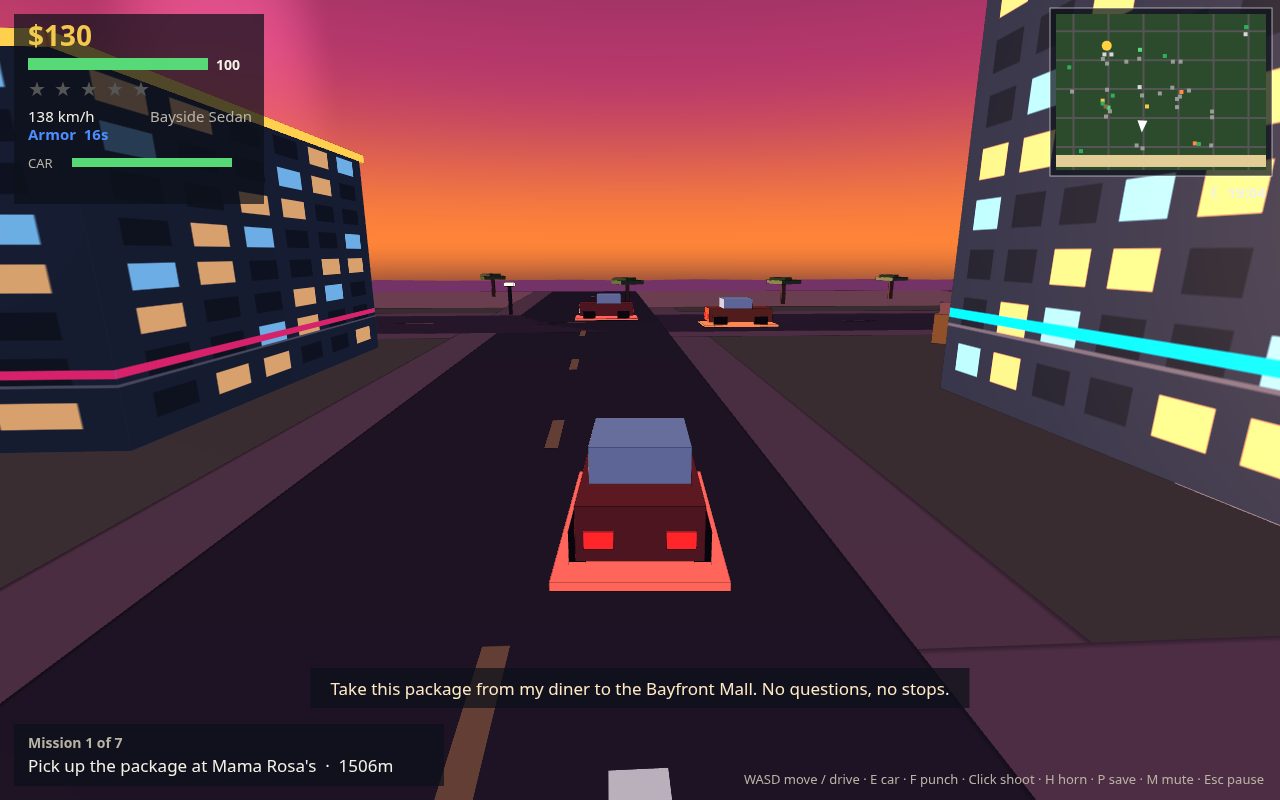 $130
100
★ ★ ★ ★ ★
138 km/h Bayside Sedan
Armor 16s
CAR
Take this package from my diner to the Bayfront Mall. No questions, no stops.
Mission 1 of 7
Pick up the package at Mama Rosa's · 1506m
WASD move / drive · E car · F punch · Click shoot · H horn · P save · M mute · Esc pause